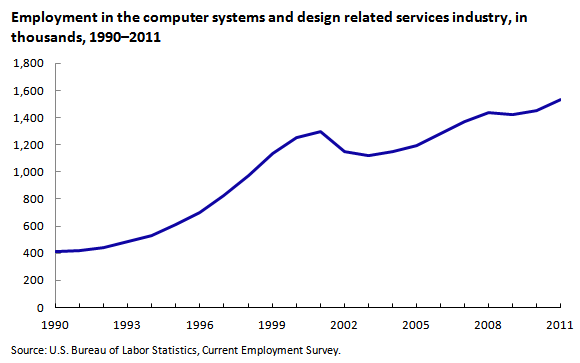 Employment in the computer systems and design related services industry, in
thousands, 1990–2011
1,800
1,600
1,400
1,200
1,000
800
600
400
200
0
1990 1993 1996 1999 2002 2005 2008 2011
Source: U.S. Bureau of Labor Statistics, Current Employment Survey.